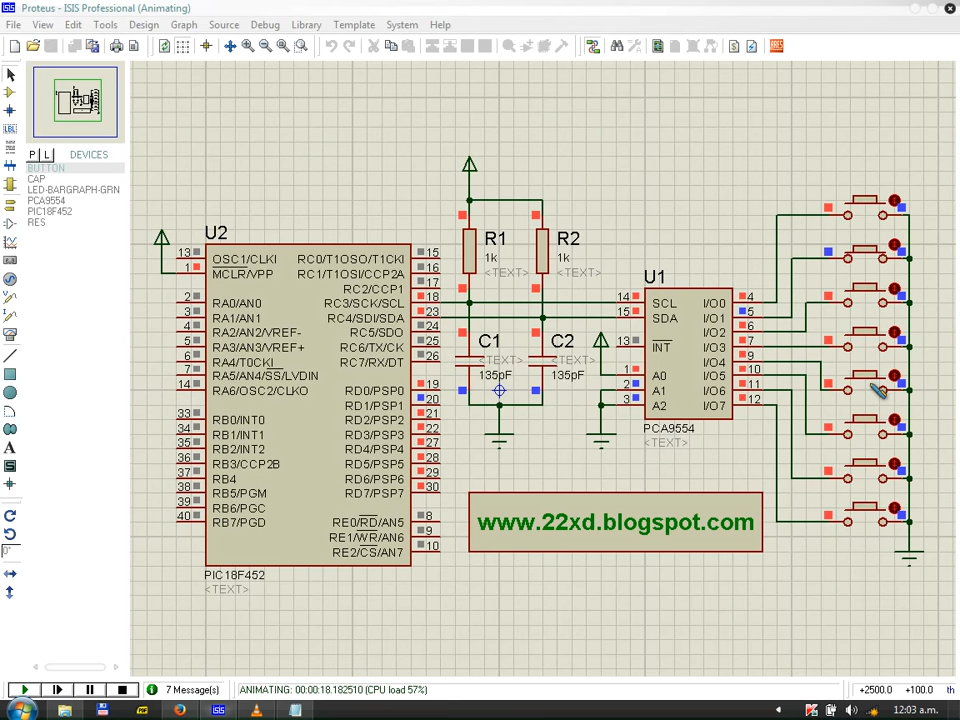 Proteus - ISIS Professional (Animating)
File View Edit Tools Design Graph Source Debug Library Template System Help
P L DEVICES
BUTTON
CAP
LED-BARGRAPH-GRN
PCA9554
PIC18F452
RES
LBL
A
S
ARES
U2
13 OSC1/CLKI
1 MCLR/VPP
2 RA0/AN0
3 RA1/AN1
4 RA2/AN2/VREF-
5 RA3/AN3/VREF+
6 RA4/T0CKI
7 RA5/AN4/SS/LVDIN
14 RA6/OSC2/CLKO
33 RB0/INT0
34 RB1/INT1
35 RB2/INT2
36 RB3/CCP2B
37 RB4
38 RB5/PGM
39 RB6/PGC
40 RB7/PGD
RC0/T1OSO/T1CKI 15
RC1/T1OSI/CCP2A 16
RC2/CCP1 17
RC3/SCK/SCL 18
RC4/SDI/SDA 23
RC5/SDO 24
RC6/TX/CK 25
RC7/RX/DT 26
RD0/PSP0 19
RD1/PSP1 20
RD2/PSP2 21
RD3/PSP3 22
RD4/PSP4 27
RD5/PSP5 28
RD6/PSP6 29
RD7/PSP7 30
RE0/RD/AN5 8
RE1/WR/AN6 9
RE2/CS/AN7 10
PIC18F452
<TEXT>
R1
1k
<TEXT>
R2
1k
<TEXT>
C1
<TEXT>
135pF
C2
<TEXT>
135pF
U1
14 SCL
15 SDA
13 INT
1 A0
2 A1
3 A2
I/O0 4
I/O1 5
I/O2 6
I/O3 7
I/O4 9
I/O5 10
I/O6 11
I/O7 12
PCA9554
<TEXT>
www.22xd.blogspot.com
7 Message(s) ANIMATING: 00:00:18.182510 (CPU load 57%) +2500.0 +100.0 th
12:03 a.m.